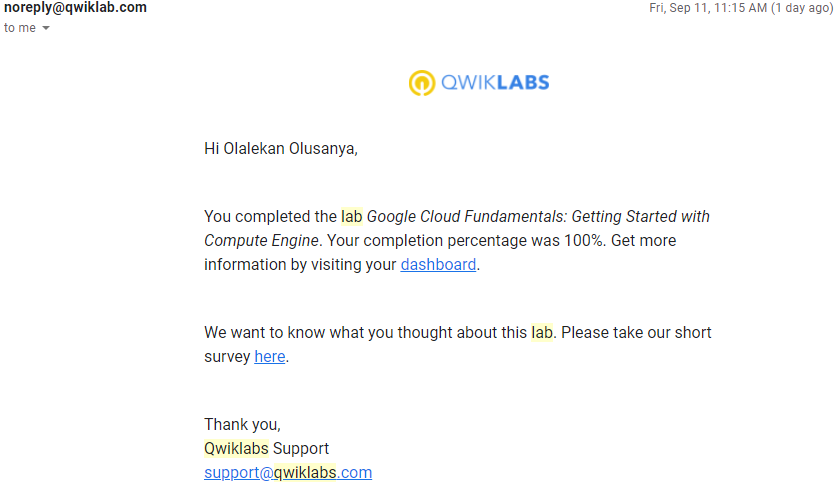 noreply@qwiklab.com
Fri, Sep 11, 11:15 AM (1 day ago)
to me
QWIKLABS
Hi Olalekan Olusanya,
You completed the lab Google Cloud Fundamentals: Getting Started with
Compute Engine. Your completion percentage was 100%. Get more
information by visiting your dashboard.
We want to know what you thought about this lab. Please take our short
survey here.
Thank you,
Qwiklabs Support
support@qwiklabs.com